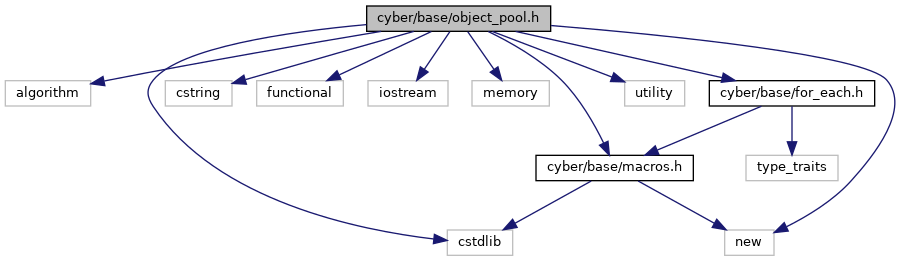 cyber/base/object_pool.h
algorithm
cstring
functional
iostream
memory
utility
cyber/base/for_each.h
cyber/base/macros.h
type_traits
cstdlib
new